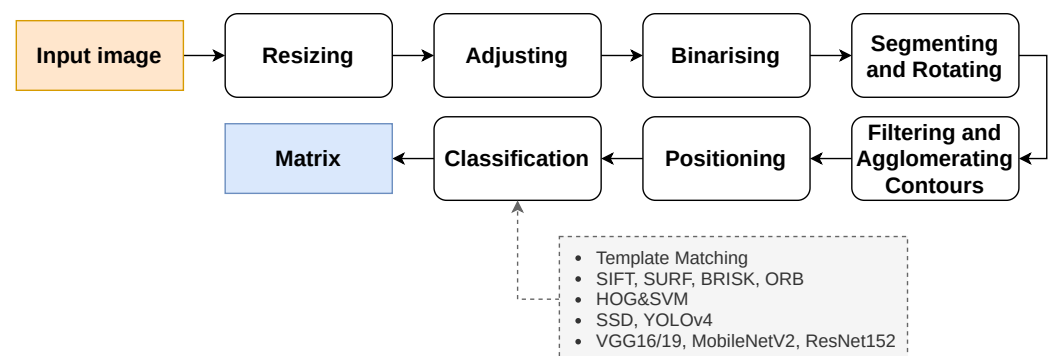 Input image
Resizing
Adjusting
Binarising
Segmenting
and Rotating
Filtering and
Agglomerating
Contours
Positioning
Classification
Matrix
• Template Matching
• SIFT, SURF, BRISK, ORB
• HOG&SVM
• SSD, YOLOv4
• VGG16/19, MobileNetV2, ResNet152